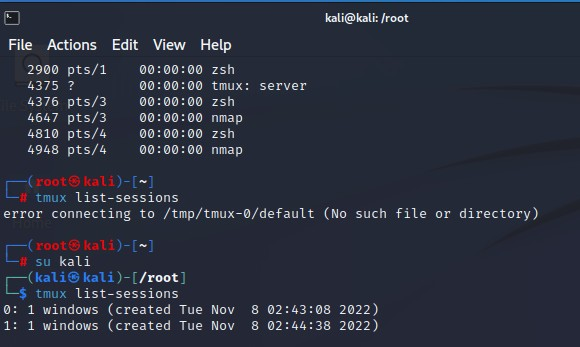 kali@kali: /root
File Actions Edit View Help
2900 pts/1 00:00:00 zsh
4375 ? 00:00:00 tmux: server
4376 pts/3 00:00:00 zsh
4647 pts/3 00:00:00 nmap
4810 pts/4 00:00:00 zsh
4948 pts/4 00:00:00 nmap
┌──(root㉿kali)-[~]
└─# tmux list-sessions
error connecting to /tmp/tmux-0/default (No such file or directory)
┌──(root㉿kali)-[~]
└─# su kali
┌──(kali㉿kali)-[/root]
└─$ tmux list-sessions
0: 1 windows (created Tue Nov  8 02:43:08 2022)
1: 1 windows (created Tue Nov  8 02:44:38 2022)